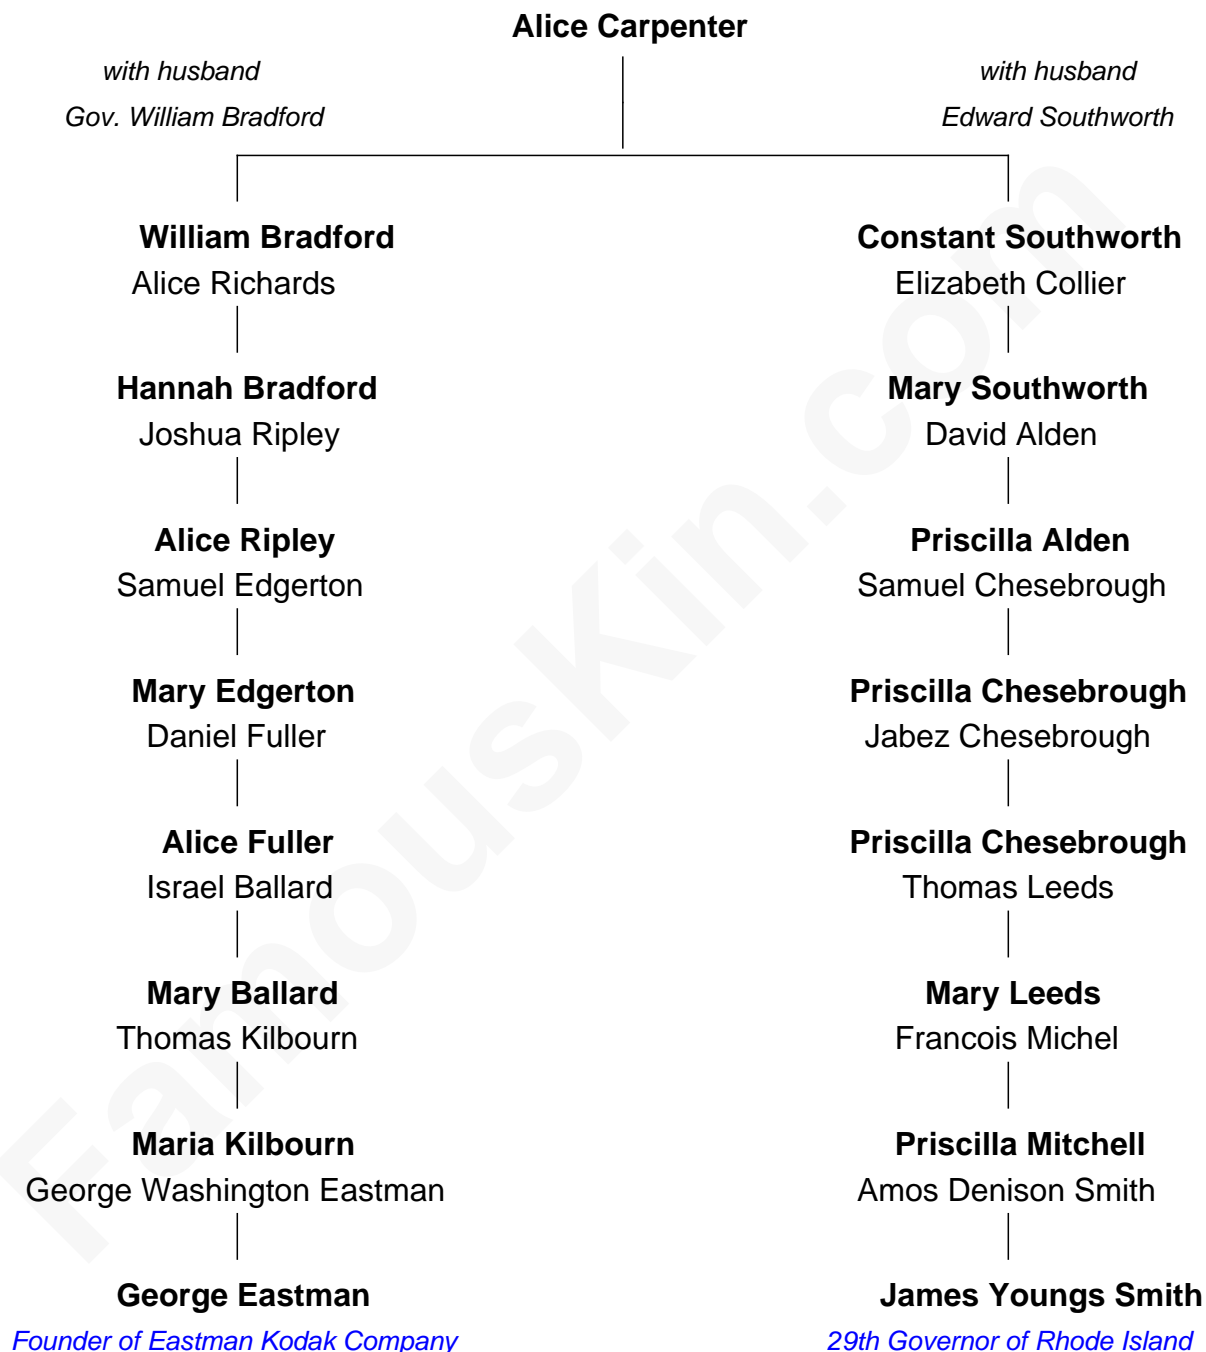 Alice Carpenter
with husband
Gov. William Bradford
with husband
Edward Southworth
William Bradford
Alice Richards
Hannah Bradford
Joshua Ripley
Alice Ripley
Samuel Edgerton
Mary Edgerton
Daniel Fuller
Alice Fuller
Israel Ballard
Mary Ballard
Thomas Kilbourn
Maria Kilbourn
George Washington Eastman
George Eastman
Founder of Eastman Kodak Company
Constant Southworth
Elizabeth Collier
Mary Southworth
David Alden
Priscilla Alden
Samuel Chesebrough
Priscilla Chesebrough
Jabez Chesebrough
Priscilla Chesebrough
Thomas Leeds
Mary Leeds
Francois Michel
Priscilla Mitchell
Amos Denison Smith
James Youngs Smith
29th Governor of Rhode Island
FamousKin.com